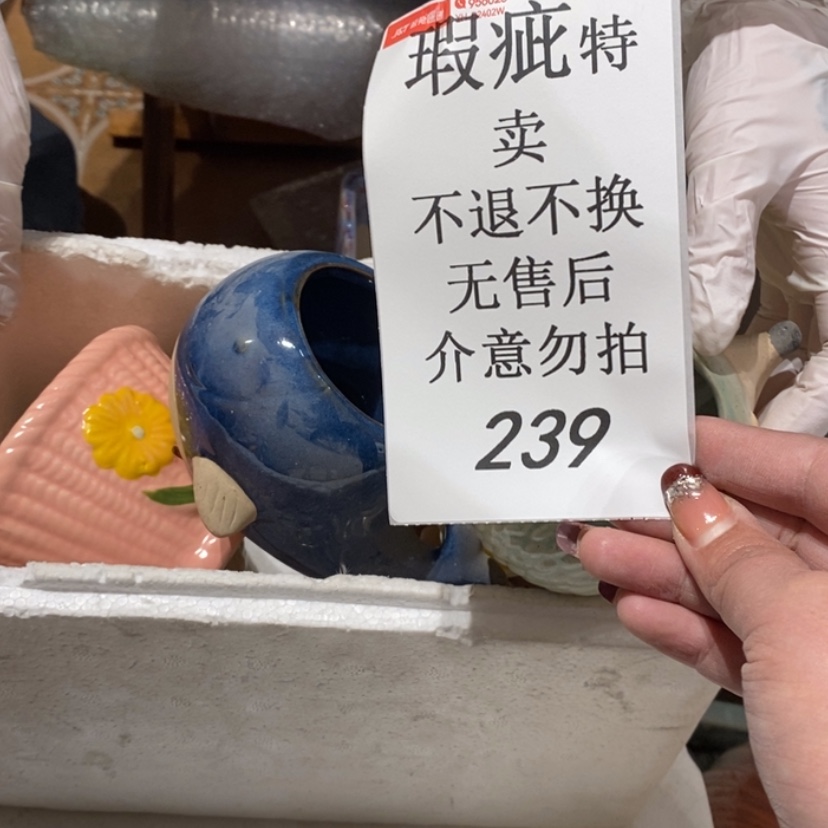 瑕疵特
卖
不退不换
无售后
介意勿拍
239